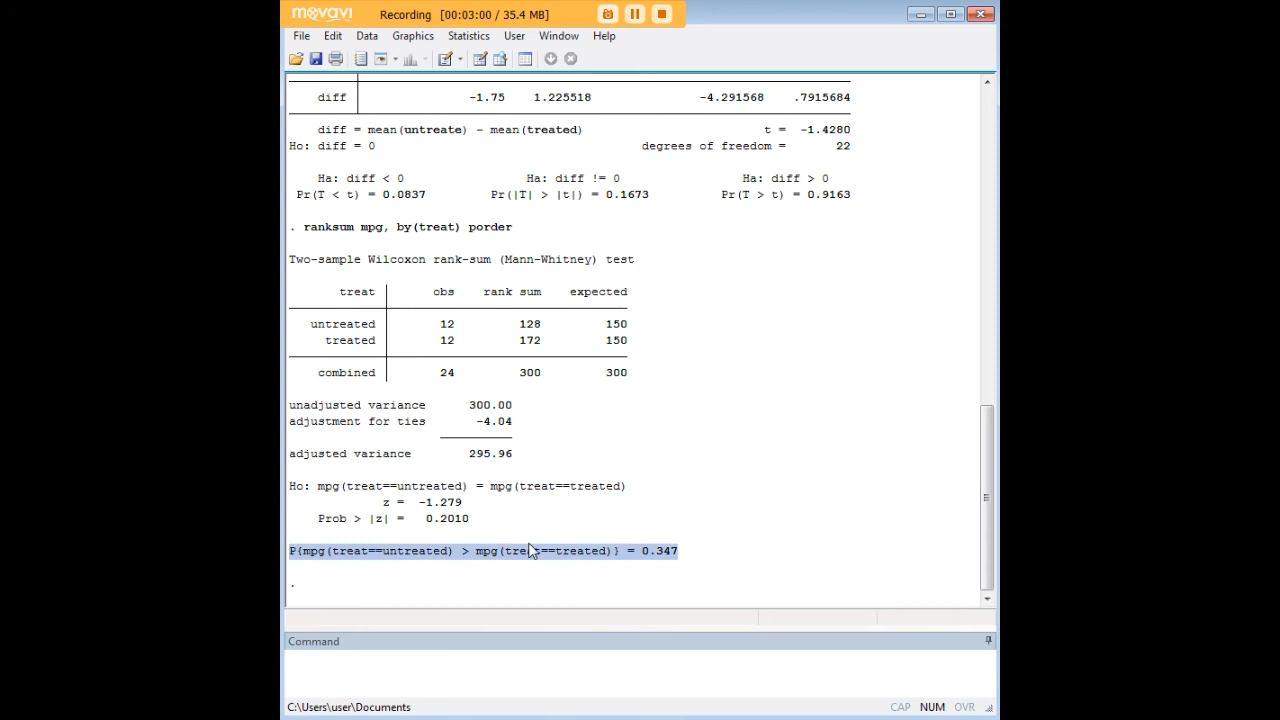 movavi Recording [00:03:00 / 35.4 MB]
File Edit Data Graphics Statistics User Window Help
diff -1.75 1.225518 -4.291568 .7915684
diff = mean(untreate) - mean(treated) t = -1.4280
Ho: diff = 0 degrees of freedom = 22
Ha: diff < 0 Ha: diff != 0 Ha: diff > 0
Pr(T < t) = 0.0837 Pr(|T| > |t|) = 0.1673 Pr(T > t) = 0.9163
. ranksum mpg, by(treat) porder
Two-sample Wilcoxon rank-sum (Mann-Whitney) test
treat obs rank sum expected
untreated 12 128 150
treated 12 172 150
combined 24 300 300
unadjusted variance 300.00
adjustment for ties -4.04
adjusted variance 295.96
Ho: mpg(treat==untreated) = mpg(treat==treated)
z = -1.279
Prob > |z| = 0.2010
P{mpg(treat==untreated) > mpg(treat==treated)} = 0.347
.
Command
C:\Users\user\Documents CAP NUM OVR